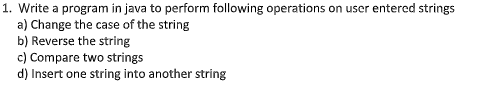 1. Write a program in java to perform following operations on user entered strings
a) Change the case of the string
b) Reverse the string
c) Compare two strings
d) Insert one string into another string